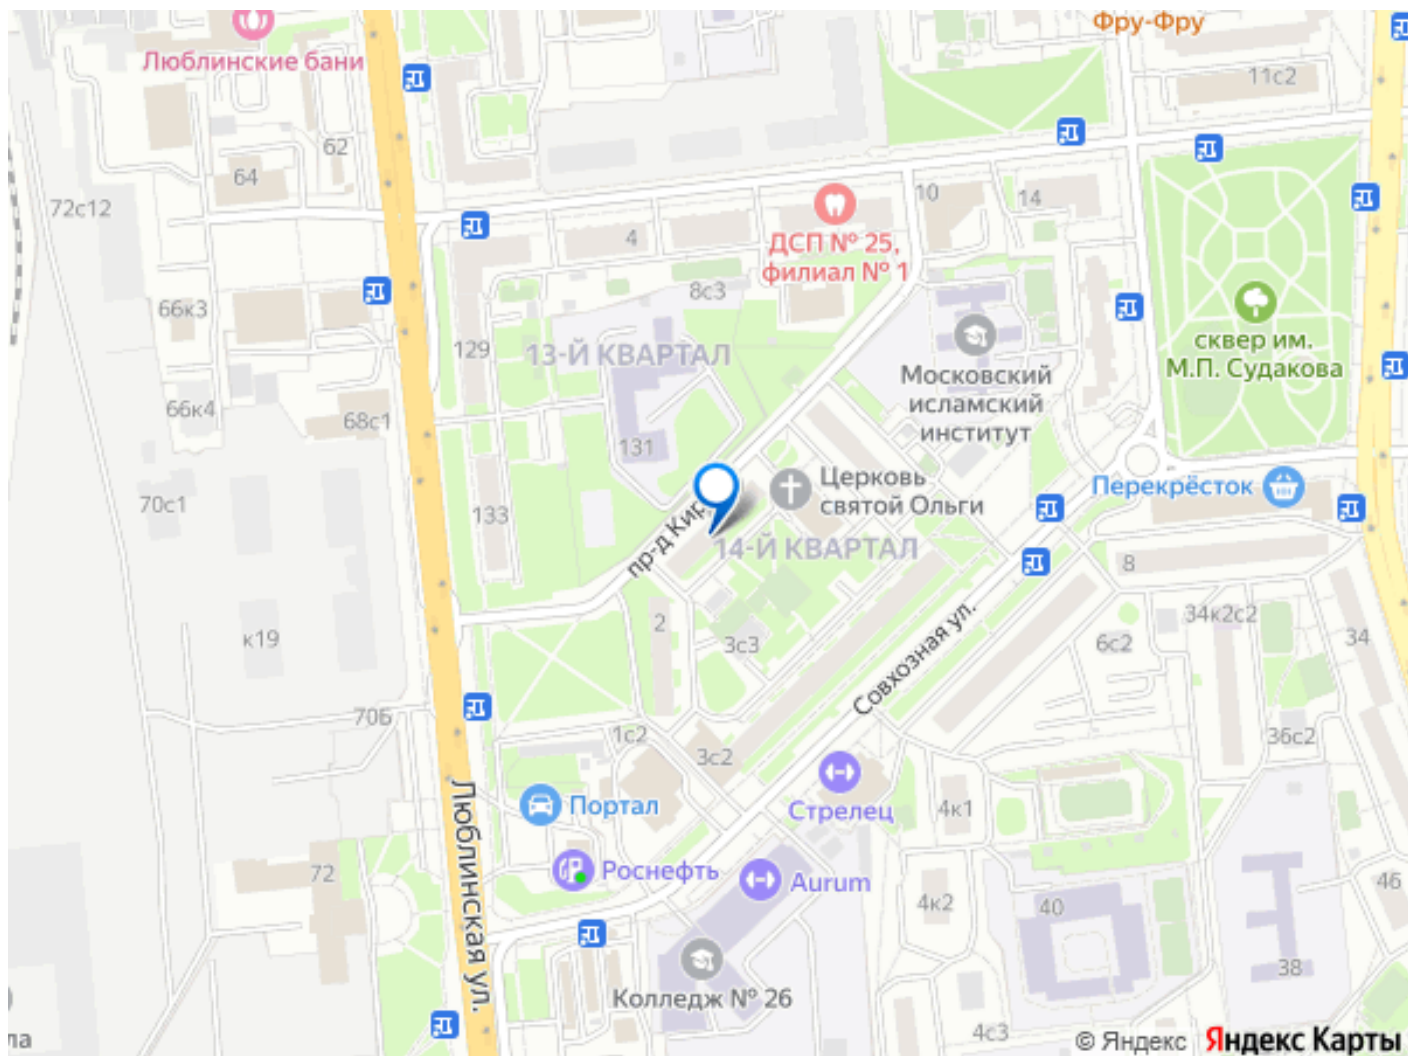 Фру-Фру
Люблинские бани
11с2
62
64
72с12
10
14
4
ДСП № 25,
филиал № 1
8с3
66к3
сквер им.
М.П. Судакова
129
13-Й КВАРТАЛ
Московский
исламский
институт
66к4
68с1
131
Церковь
святой Ольги
Перекрёсток
70с1
133
пр-д Кир
14-Й КВАРТАЛ
8
2
34к2с2
34
к19
3с3
6с2
Совхозная ул.
70Б
1с2
3с2
36с2
Люблинская ул.
Портал
Стрелец
4к1
72
Роснефть
Aurum
46
4к2
40
38
Колледж № 26
4с3
ла
© Яндекс Яндекс Карты